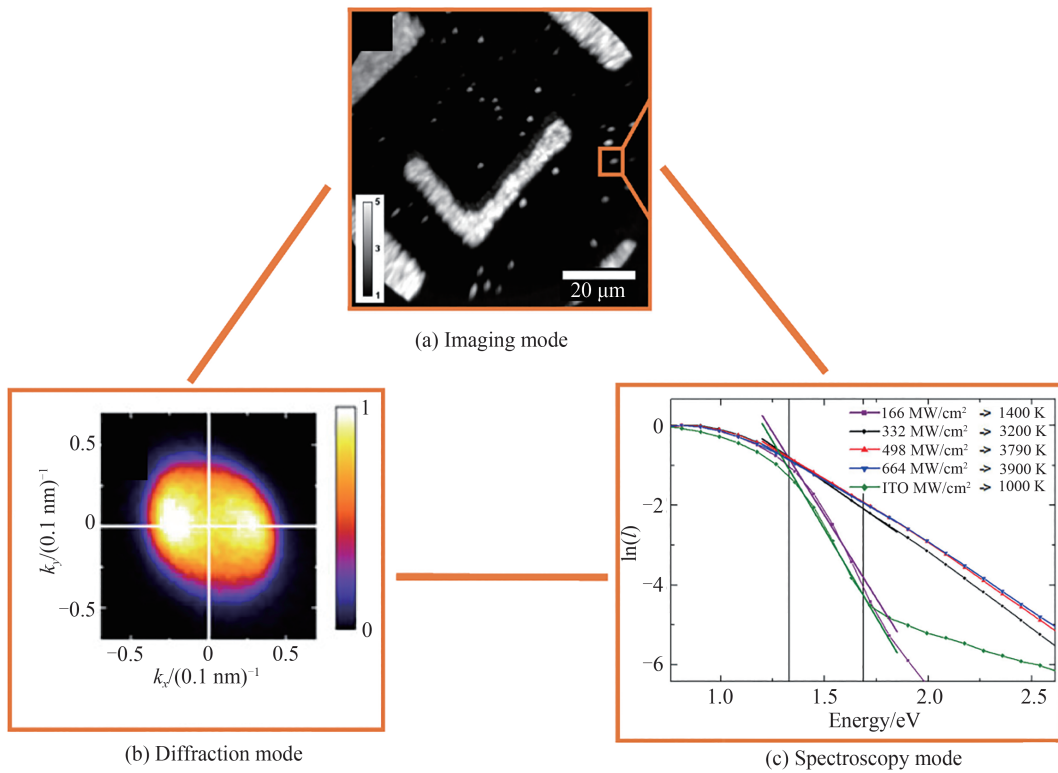 5
3
1
20 μm
(a) Imaging mode
1
0
0.5
0
−0.5
−0.5
0
0.5
k_y/(0.1 nm)⁻¹
k_x/(0.1 nm)⁻¹
(b) Diffraction mode
166 MW/cm² -> 1400 K
332 MW/cm² -> 3200 K
498 MW/cm² -> 3790 K
664 MW/cm² -> 3900 K
ITO MW/cm² -> 1000 K
0
−2
−4
−6
ln(I)
1.0
1.5
2.0
2.5
Energy/eV
(c) Spectroscopy mode